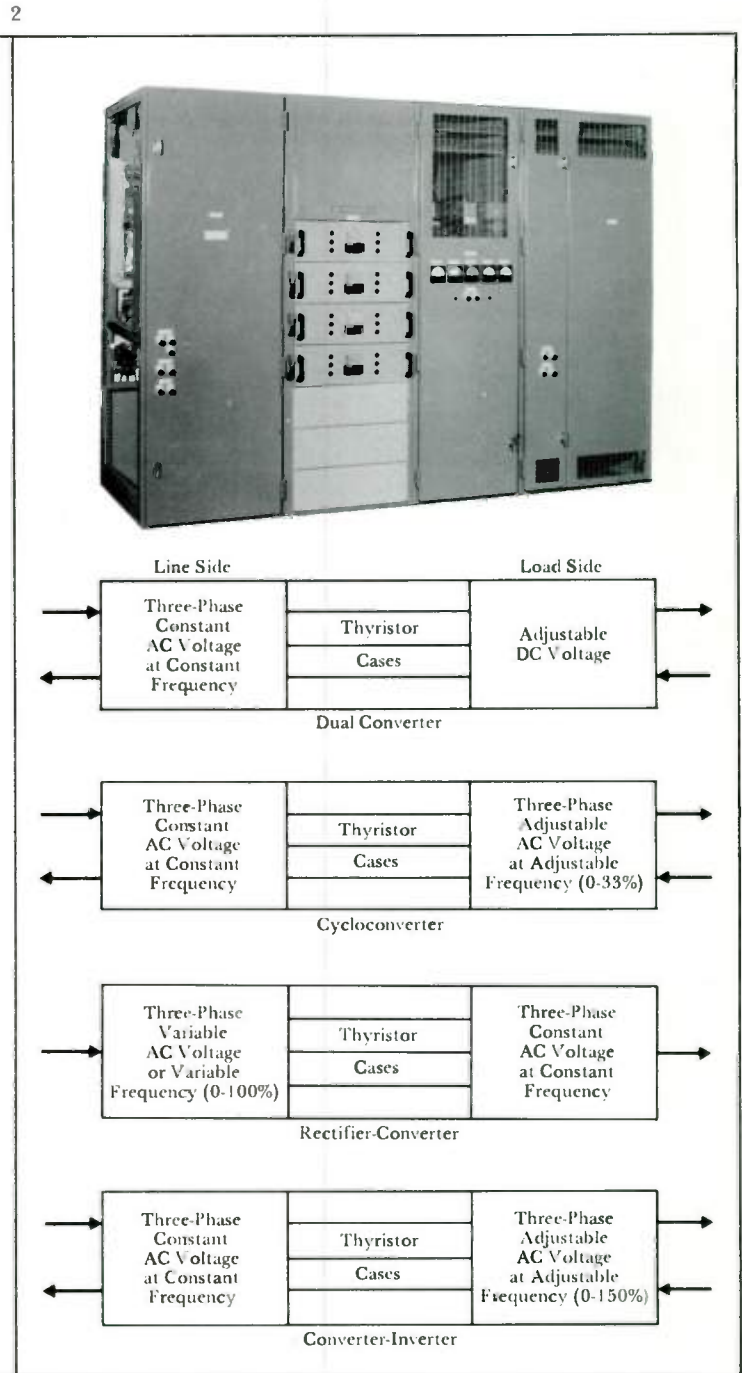 2
Line Side
Load Side
Three-Phase
Constant
AC Voltage
at Constant
Frequency
Thyristor
Cases
Adjustable
DC Voltage
Dual Converter
Three-Phase
Constant
AC Voltage
at Constant
Frequency
Thyristor
Cases
Three-Phase
Adjustable
AC Voltage
at Adjustable
Frequency (0-33%)
Cycloconverter
Three-Phase
Variable
AC Voltage
or Variable
Frequency (0-100%)
Thyristor
Cases
Three-Phase
Constant
AC Voltage
at Constant
Frequency
Rectifier-Converter
Three-Phase
Constant
AC Voltage
at Constant
Frequency
Thyristor
Cases
Three-Phase
Adjustable
AC Voltage
at Adjustable
Frequency (0-150%)
Converter-Inverter